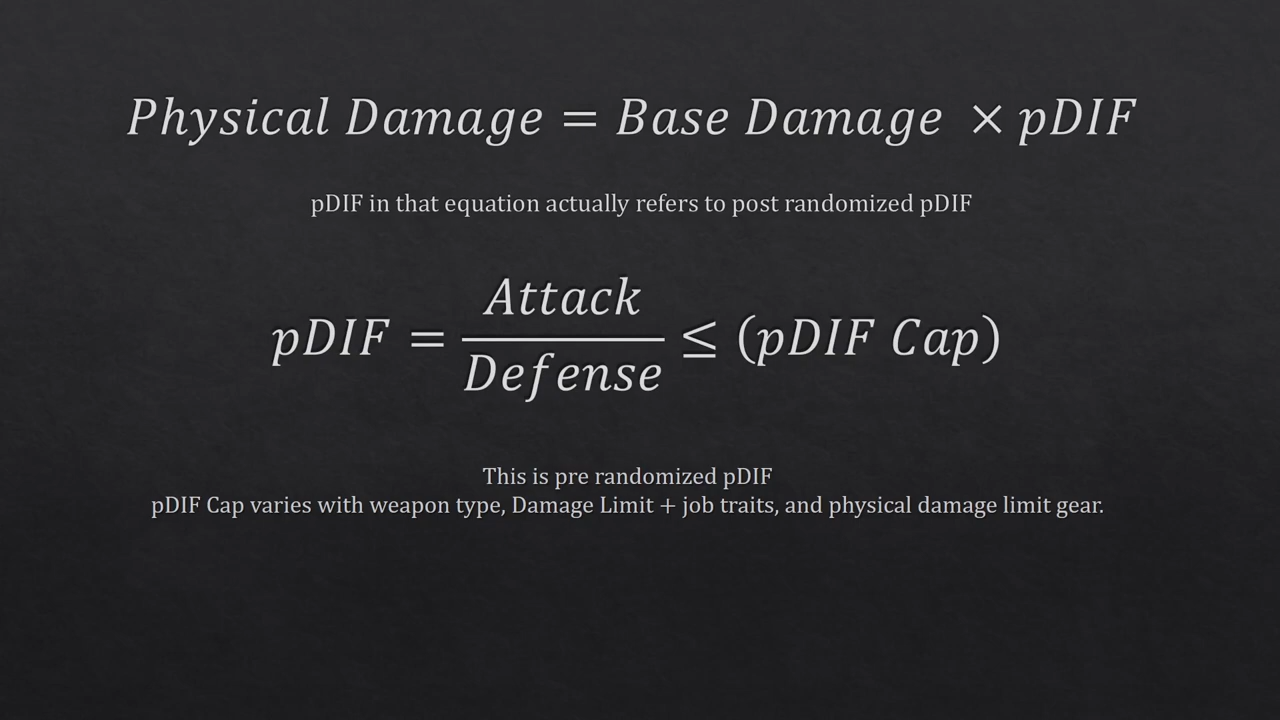 Physical Damage = Base Damage × pDIF
pDIF in that equation actually refers to post randomized pDIF
pDIF = Attack / Defense ≤ (pDIF Cap)
This is pre randomized pDIF
pDIF Cap varies with weapon type, Damage Limit + job traits, and physical damage limit gear.